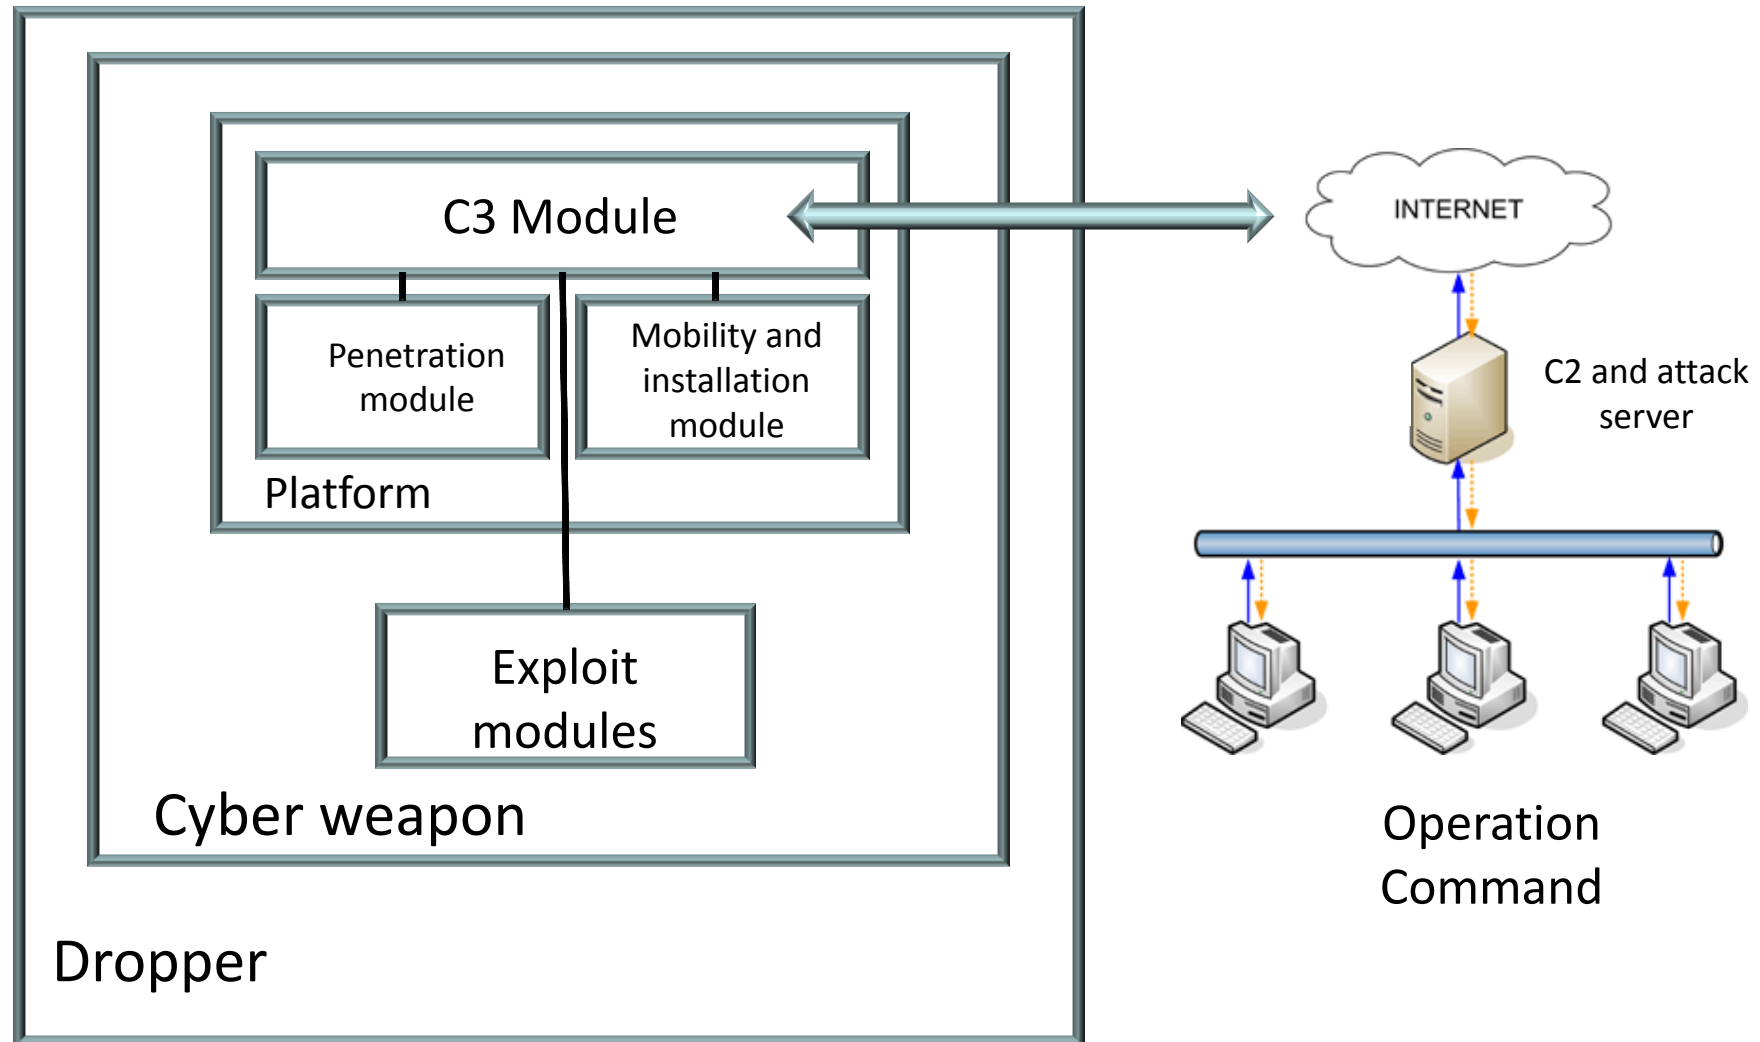 C3 Module
Penetration
module
Mobility and
installation
module
Platform
Exploit
modules
Cyber weapon
Dropper
INTERNET
C2 and attack
server
Operation
Command